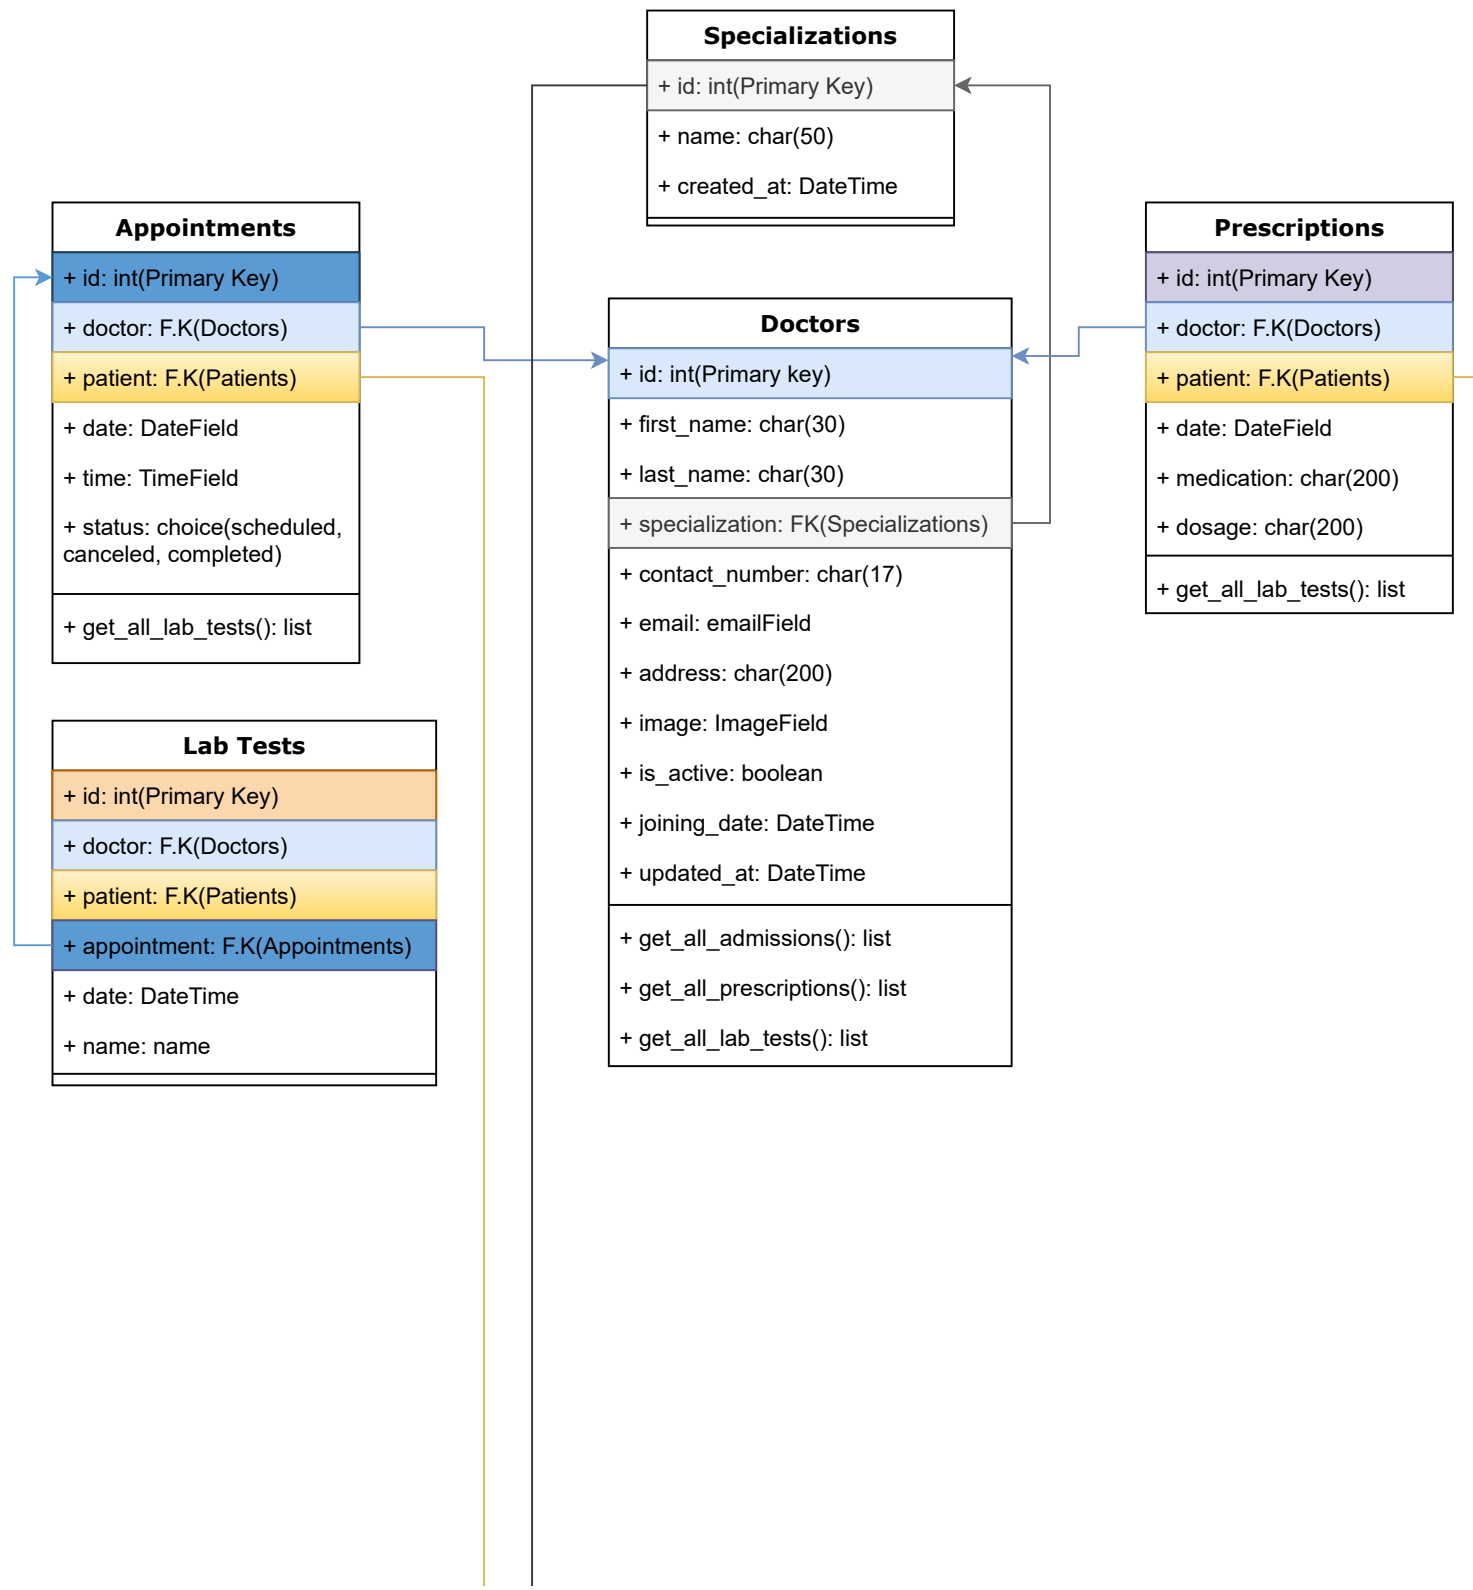 Specializations
+ id: int(Primary Key)
+ name: char(50)
+ created_at: DateTime
Appointments
+ id: int(Primary Key)
+ doctor: F.K(Doctors)
+ patient: F.K(Patients)
+ date: DateField
+ time: TimeField
+ status: choice(scheduled,
canceled, completed)
+ get_all_lab_tests(): list
Lab Tests
+ id: int(Primary Key)
+ doctor: F.K(Doctors)
+ patient: F.K(Patients)
+ appointment: F.K(Appointments)
+ date: DateTime
+ name: name
Doctors
+ id: int(Primary key)
+ first_name: char(30)
+ last_name: char(30)
+ specialization: FK(Specializations)
+ contact_number: char(17)
+ email: emailField
+ address: char(200)
+ image: ImageField
+ is_active: boolean
+ joining_date: DateTime
+ updated_at: DateTime
+ get_all_admissions(): list
+ get_all_prescriptions(): list
+ get_all_lab_tests(): list
Prescriptions
+ id: int(Primary Key)
+ doctor: F.K(Doctors)
+ patient: F.K(Patients)
+ date: DateField
+ medication: char(200)
+ dosage: char(200)
+ get_all_lab_tests(): list